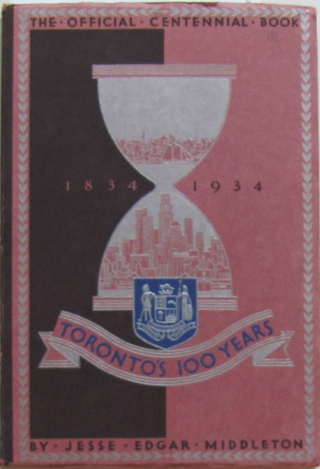 THE · OFFICIAL · CENTENNIAL · BOOK
1834 1934
TORONTO'S 100 YEARS
BY · JESSE · EDGAR · MIDDLETON